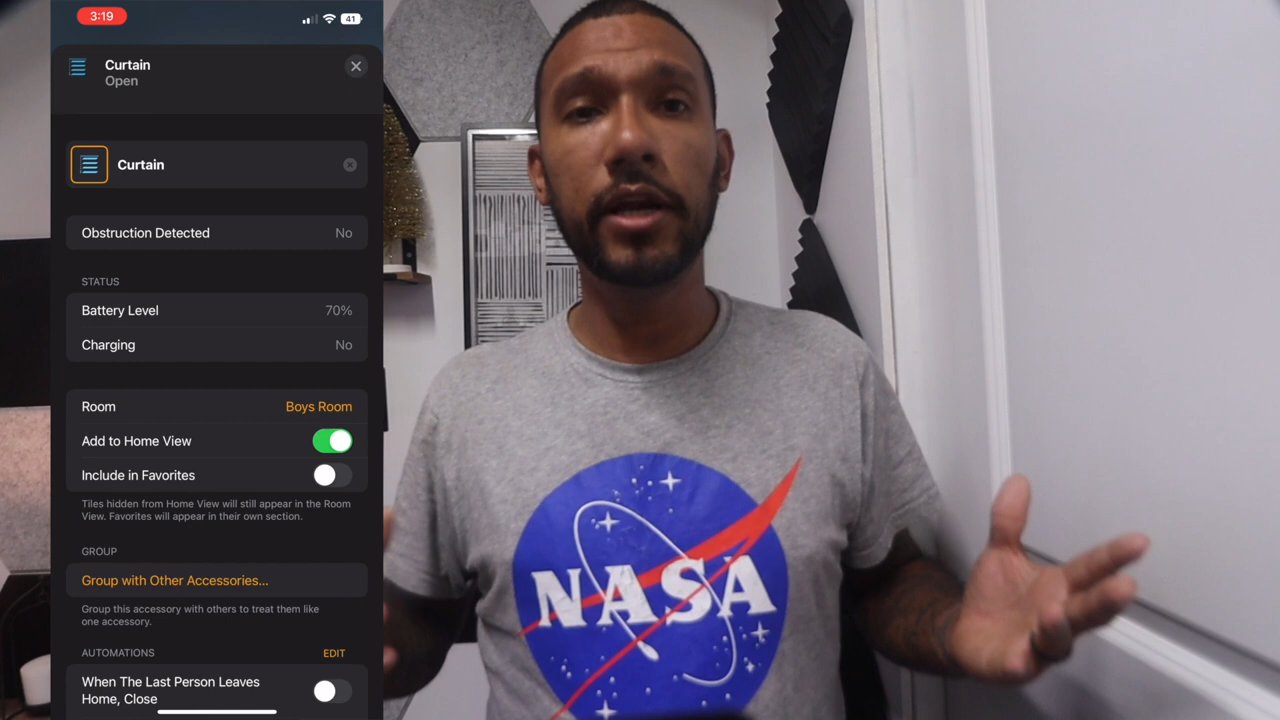 3:19
41
Curtain
Open
Curtain
Obstruction Detected No
STATUS
Battery Level 70%
Charging No
Room Boys Room
Add to Home View
Include in Favorites
Tiles hidden from Home View will still appear in the Room
View. Favorites will appear in their own section.
GROUP
Group with Other Accessories...
Group this accessory with others to treat them like
one accessory.
AUTOMATIONS EDIT
When The Last Person Leaves
Home, Close
NASA